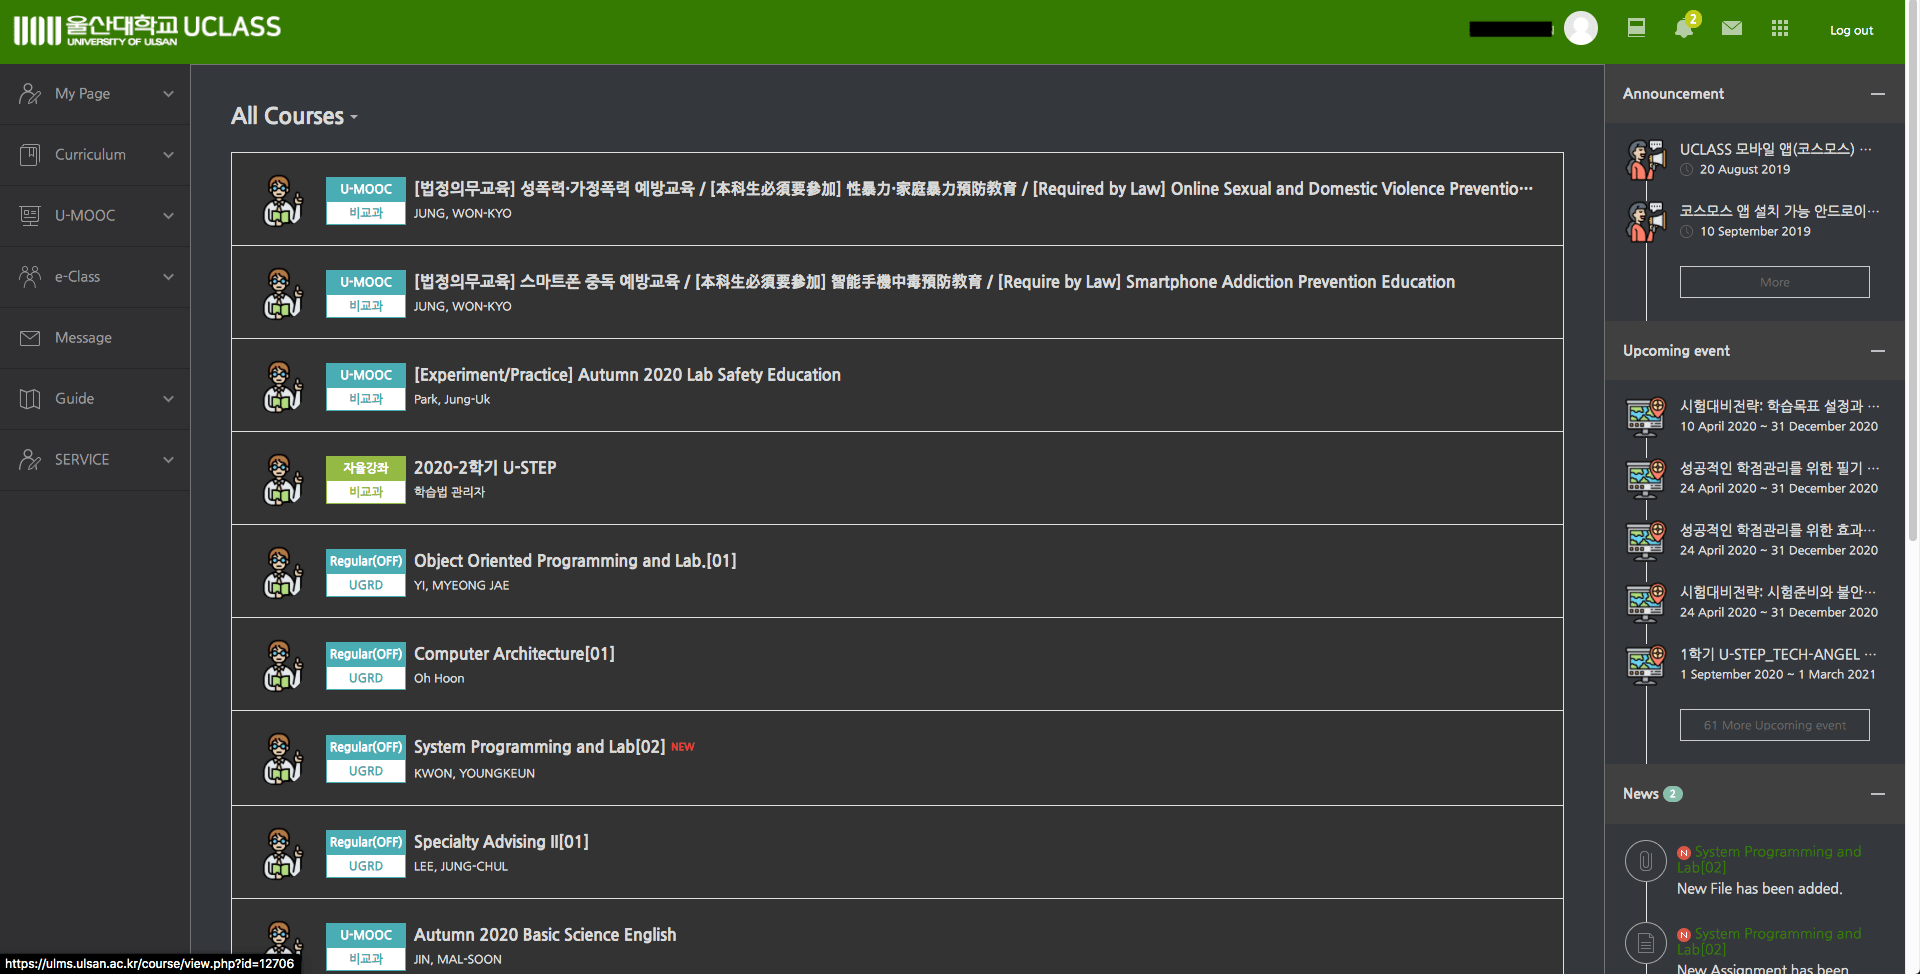 울산대학교 UCLASS
UNIVERSITY OF ULSAN
2
Log out
My Page
Curriculum
U-MOOC
e-Class
Message
Guide
SERVICE
All Courses
U-MOOC
비교과
[법정의무교육] 성폭력·가정폭력 예방교육 / [本科生必須要參加] 性暴力·家庭暴力預防教育 / [Required by Law] Online Sexual and Domestic Violence Preventio···
JUNG, WON-KYO
U-MOOC
비교과
[법정의무교육] 스마트폰 중독 예방교육 / [本科生必須要參加] 智能手機中毒預防教育 / [Require by Law] Smartphone Addiction Prevention Education
JUNG, WON-KYO
U-MOOC
비교과
[Experiment/Practice] Autumn 2020 Lab Safety Education
Park, Jung-Uk
자율강좌
비교과
2020-2학기 U-STEP
학습법 관리자
Regular(OFF)
UGRD
Object Oriented Programming and Lab.[01]
YI, MYEONG JAE
Regular(OFF)
UGRD
Computer Architecture[01]
Oh Hoon
Regular(OFF)
UGRD
System Programming and Lab[02] NEW
KWON, YOUNGKEUN
Regular(OFF)
UGRD
Specialty Advising II[01]
LEE, JUNG-CHUL
U-MOOC
비교과
Autumn 2020 Basic Science English
JIN, MAL-SOON
https://ulms.ulsan.ac.kr/course/view.php?id=12706
Announcement
UCLASS 모바일 앱(코스모스) ···
20 August 2019
코스모스 앱 설치 가능 안드로이···
10 September 2019
More
Upcoming event
시험대비전략: 학습목표 설정과 ···
10 April 2020 ~ 31 December 2020
성공적인 학점관리를 위한 필기 ···
24 April 2020 ~ 31 December 2020
성공적인 학점관리를 위한 효과···
24 April 2020 ~ 31 December 2020
시험대비전략: 시험준비와 불안···
24 April 2020 ~ 31 December 2020
1학기 U-STEP_TECH-ANGEL ···
1 September 2020 ~ 1 March 2021
61 More Upcoming event
News 2
N System Programming and
Lab[02]
New File has been added.
N System Programming and
Lab[02]
New Assignment has been